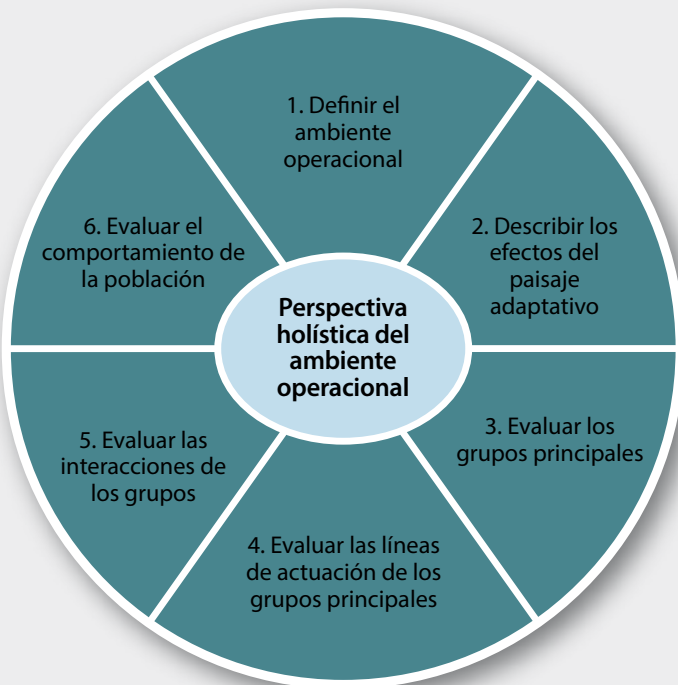 1. Definir el
ambiente
operacional
2. Describir los
efectos del
paisaje
adaptativo
3. Evaluar los
grupos principales
4. Evaluar las líneas
de actuación de los
grupos principales
5. Evaluar las
interacciones de
los grupos
6. Evaluar el
comportamiento de
la población
Perspectiva
holística del
ambiente
operacional